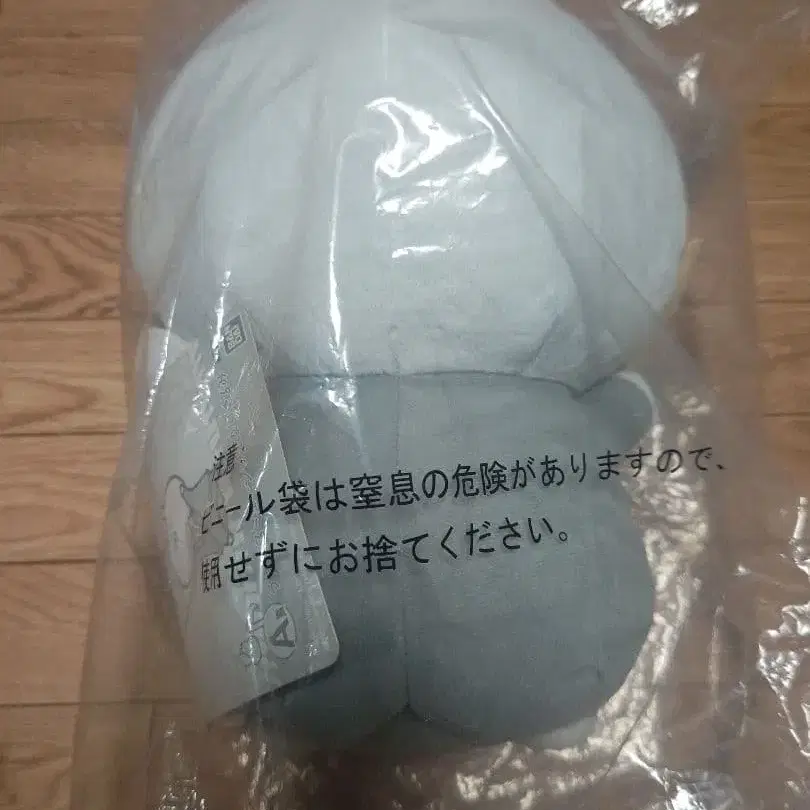 注意：
ビニール袋は窒息の危険がありますので、
使用せずにお捨てください。